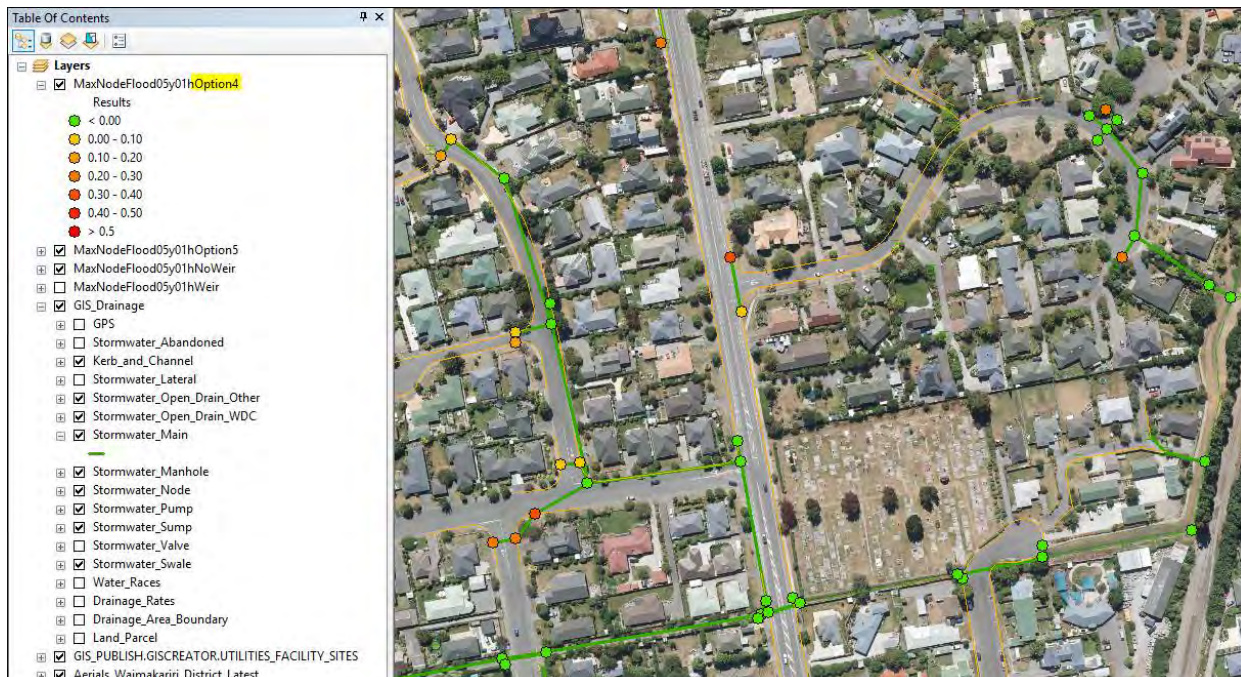 Table Of Contents
Layers
MaxNodeFlood05y01hOption4
Results
< 0.00
0.00 - 0.10
0.10 - 0.20
0.20 - 0.30
0.30 - 0.40
0.40 - 0.50
> 0.5
MaxNodeFlood05y01hOption5
MaxNodeFlood05y01hNoWeir
MaxNodeFlood05y01hWeir
GIS_Drainage
GPS
Stormwater_Abandoned
Kerb_and_Channel
Stormwater_Lateral
Stormwater_Open_Drain_Other
Stormwater_Open_Drain_WDC
Stormwater_Main
Stormwater_Manhole
Stormwater_Node
Stormwater_Pump
Stormwater_Sump
Stormwater_Valve
Stormwater_Swale
Water_Races
Drainage_Rates
Drainage_Area_Boundary
Land_Parcel
GIS_PUBLISH.GISCREATOR.UTILITIES_FACILITY_SITES
Aerials_Waimakariri_District_Latest